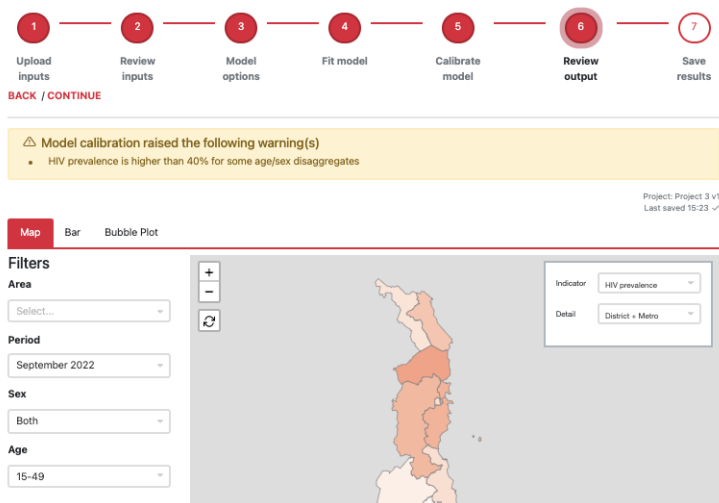 1 2 3 4 5 6 7
Upload inputs Review inputs Model options Fit model Calibrate model Review output Save results
BACK / CONTINUE
Model calibration raised the following warning(s)
• HIV prevalence is higher than 40% for some age/sex disaggregates
Project: Project 3 v1
Last saved 15:23 ✓
Map Bar Bubble Plot
Filters
Area
Select...
Period
September 2022
Sex
Both
Age
15-49
+
−
Indicator HIV prevalence
Detail District + Metro